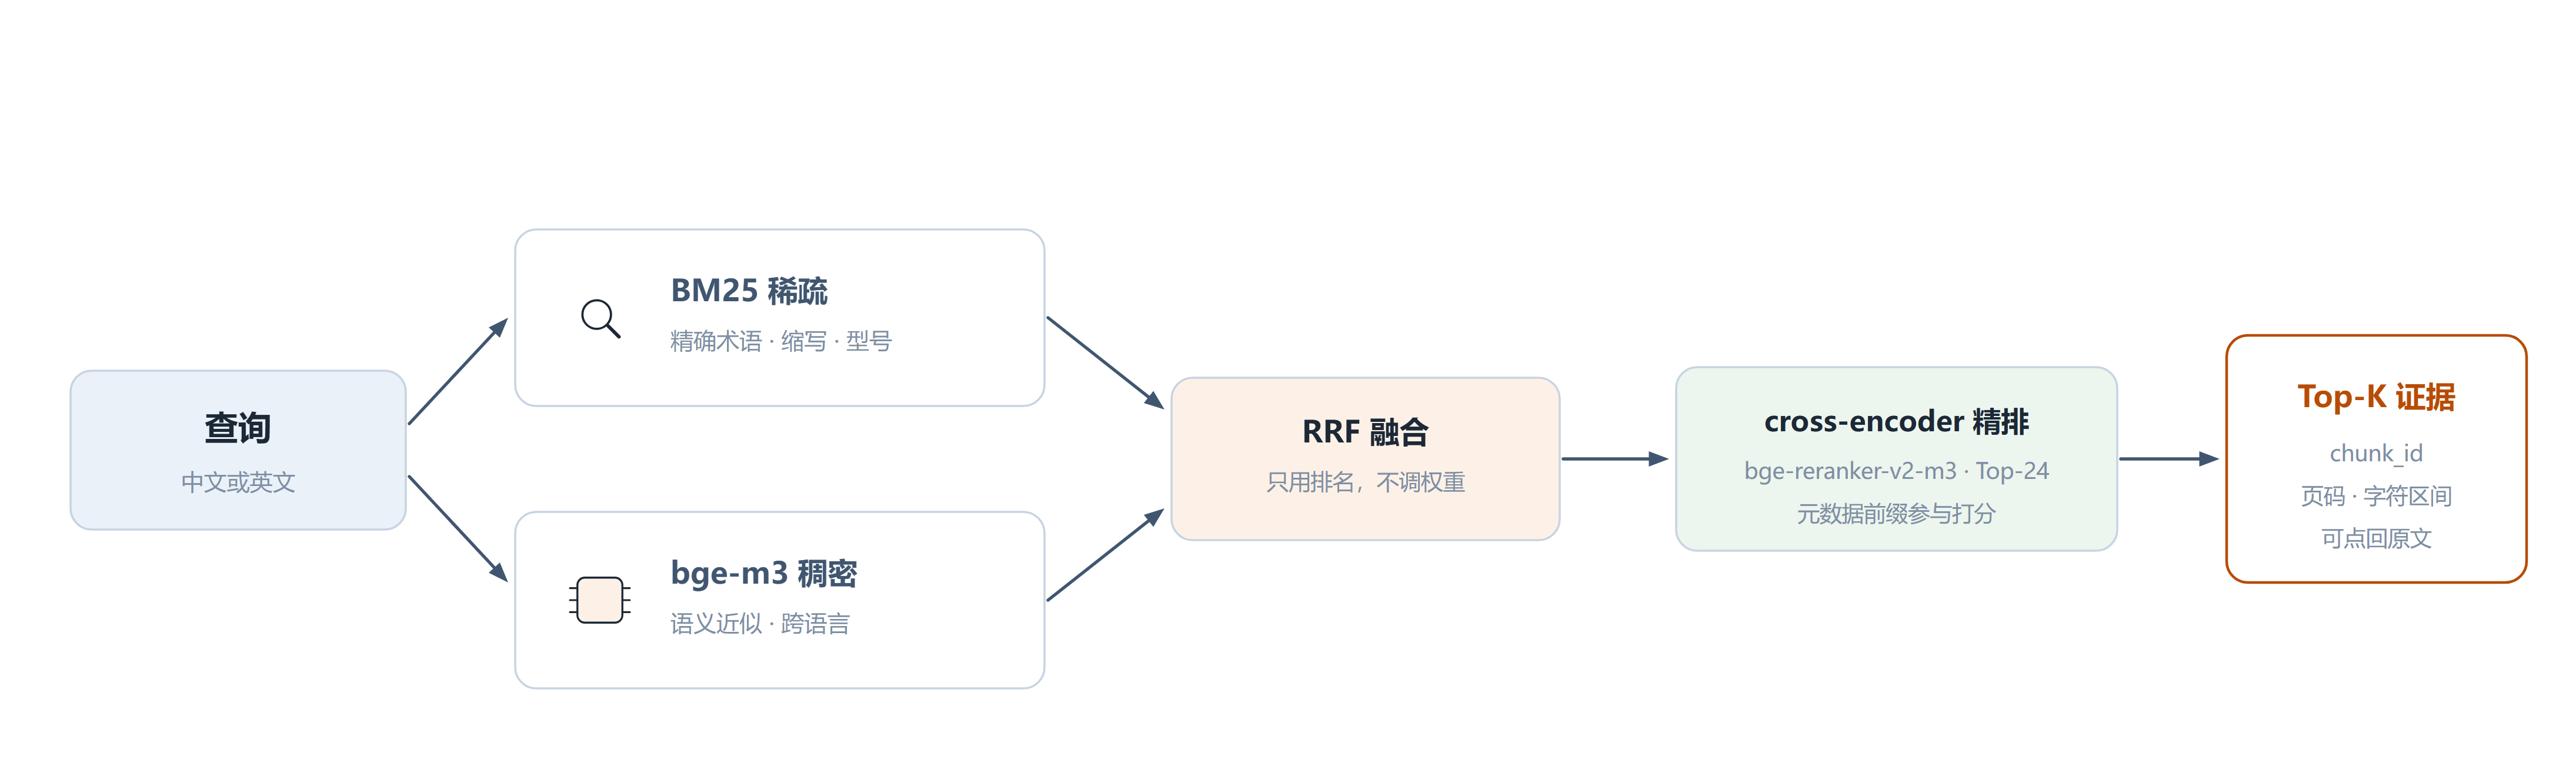 查询
中文或英文
BM25 稀疏
精确术语 · 缩写 · 型号
bge-m3 稠密
语义近似 · 跨语言
RRF 融合
只用排名，不调权重
cross-encoder 精排
bge-reranker-v2-m3 · Top-24
元数据前缀参与打分
Top-K 证据
chunk_id
页码 · 字符区间
可点回原文